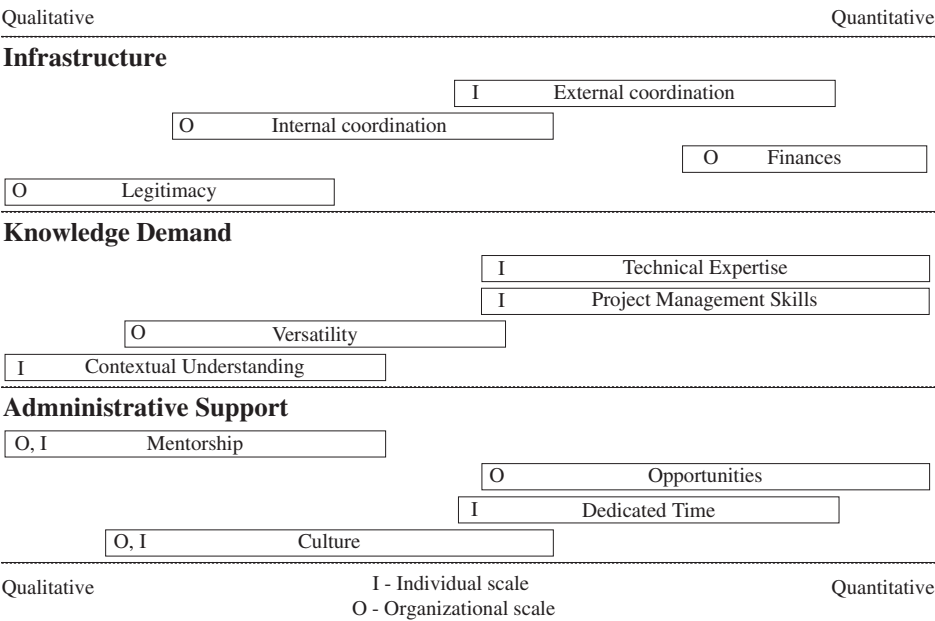 Qualitative Quantitative
Infrastructure
I External coordination
O Internal coordination
O Finances
O Legitimacy
Knowledge Demand
I Technical Expertise
I Project Management Skills
O Versatility
I Contextual Understanding
Admninistrative Support
O, I Mentorship
O Opportunities
I Dedicated Time
O, I Culture
Qualitative I - Individual scale Quantitative
O - Organizational scale